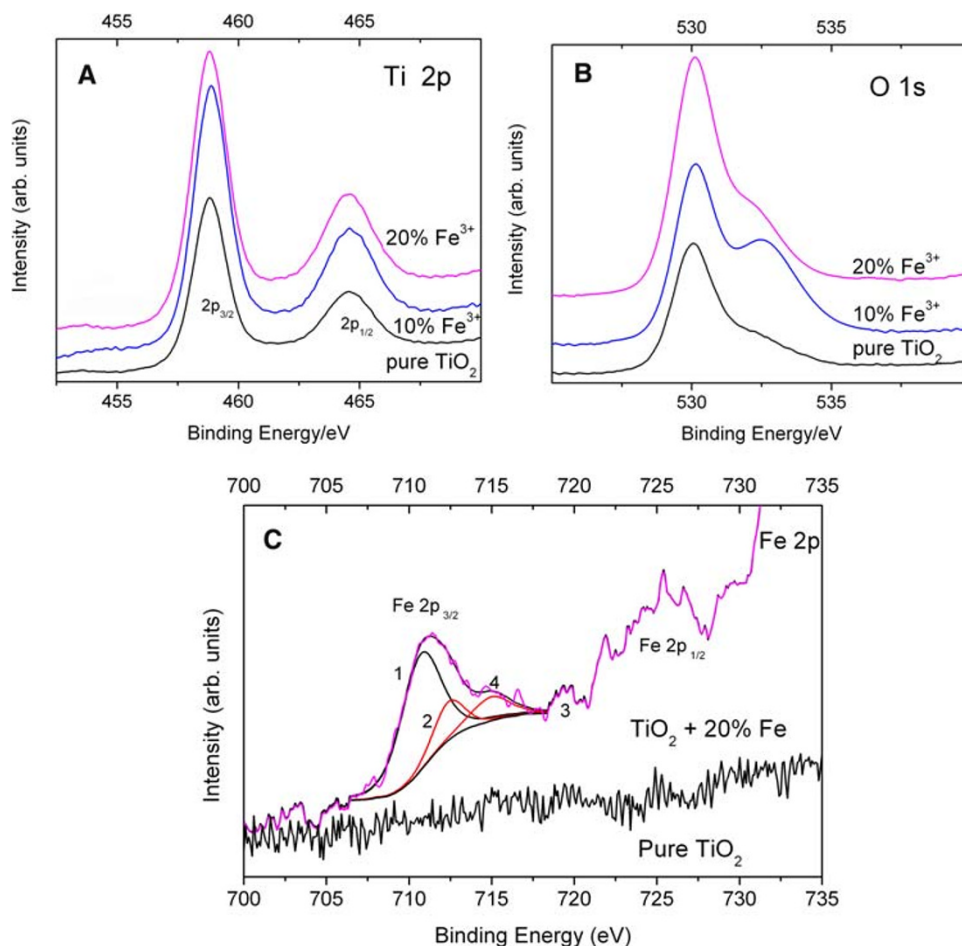 455 460 465
A
Ti 2p
20% Fe³⁺
2p₃/₂
2p₁/₂
10% Fe³⁺
pure TiO₂
Intensity (arb. units)
455 460 465
Binding Energy/eV
530 535
B
O 1s
20% Fe³⁺
10% Fe³⁺
pure TiO₂
Intensity (arb. units)
530 535
Binding Energy/eV
700 705 710 715 720 725 730 735
C
Fe 2p
Fe 2p ₃/₂
1
4
Fe 2p ₁/₂
2
3
TiO₂ + 20% Fe
Pure TiO₂
Intensity (arb. units)
700 705 710 715 720 725 730 735
Binding Energy (eV)